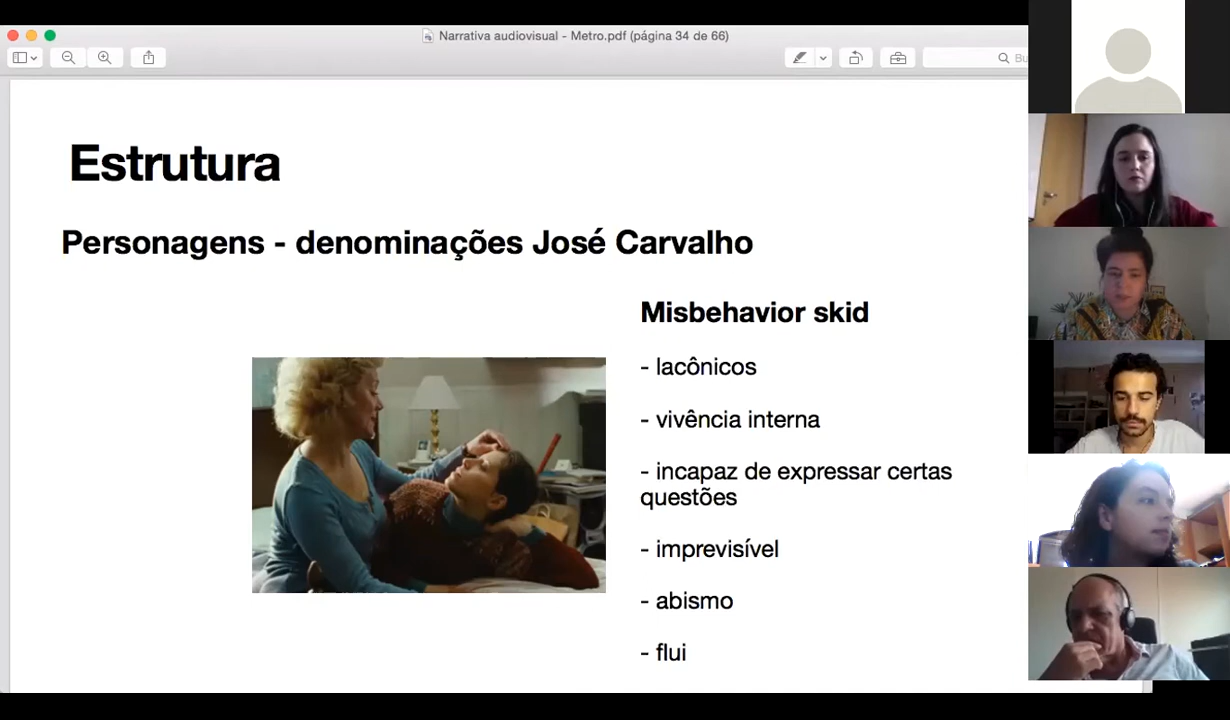 Narrativa audiovisual - Metro.pdf (página 34 de 66)
Bu
Estrutura
Personagens - denominações José Carvalho
Misbehavior skid
- lacônicos
- vivência interna
- incapaz de expressar certas
questões
- imprevisível
- abismo
- flui